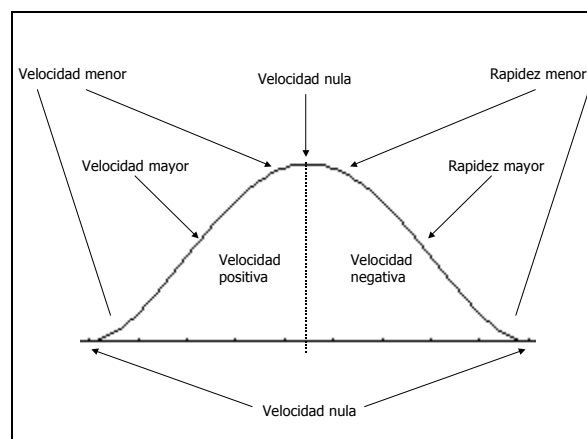 Velocidad menor
Velocidad nula
Rapidez menor
Velocidad mayor
Rapidez mayor
Velocidad
positiva
Velocidad
negativa
Velocidad nula